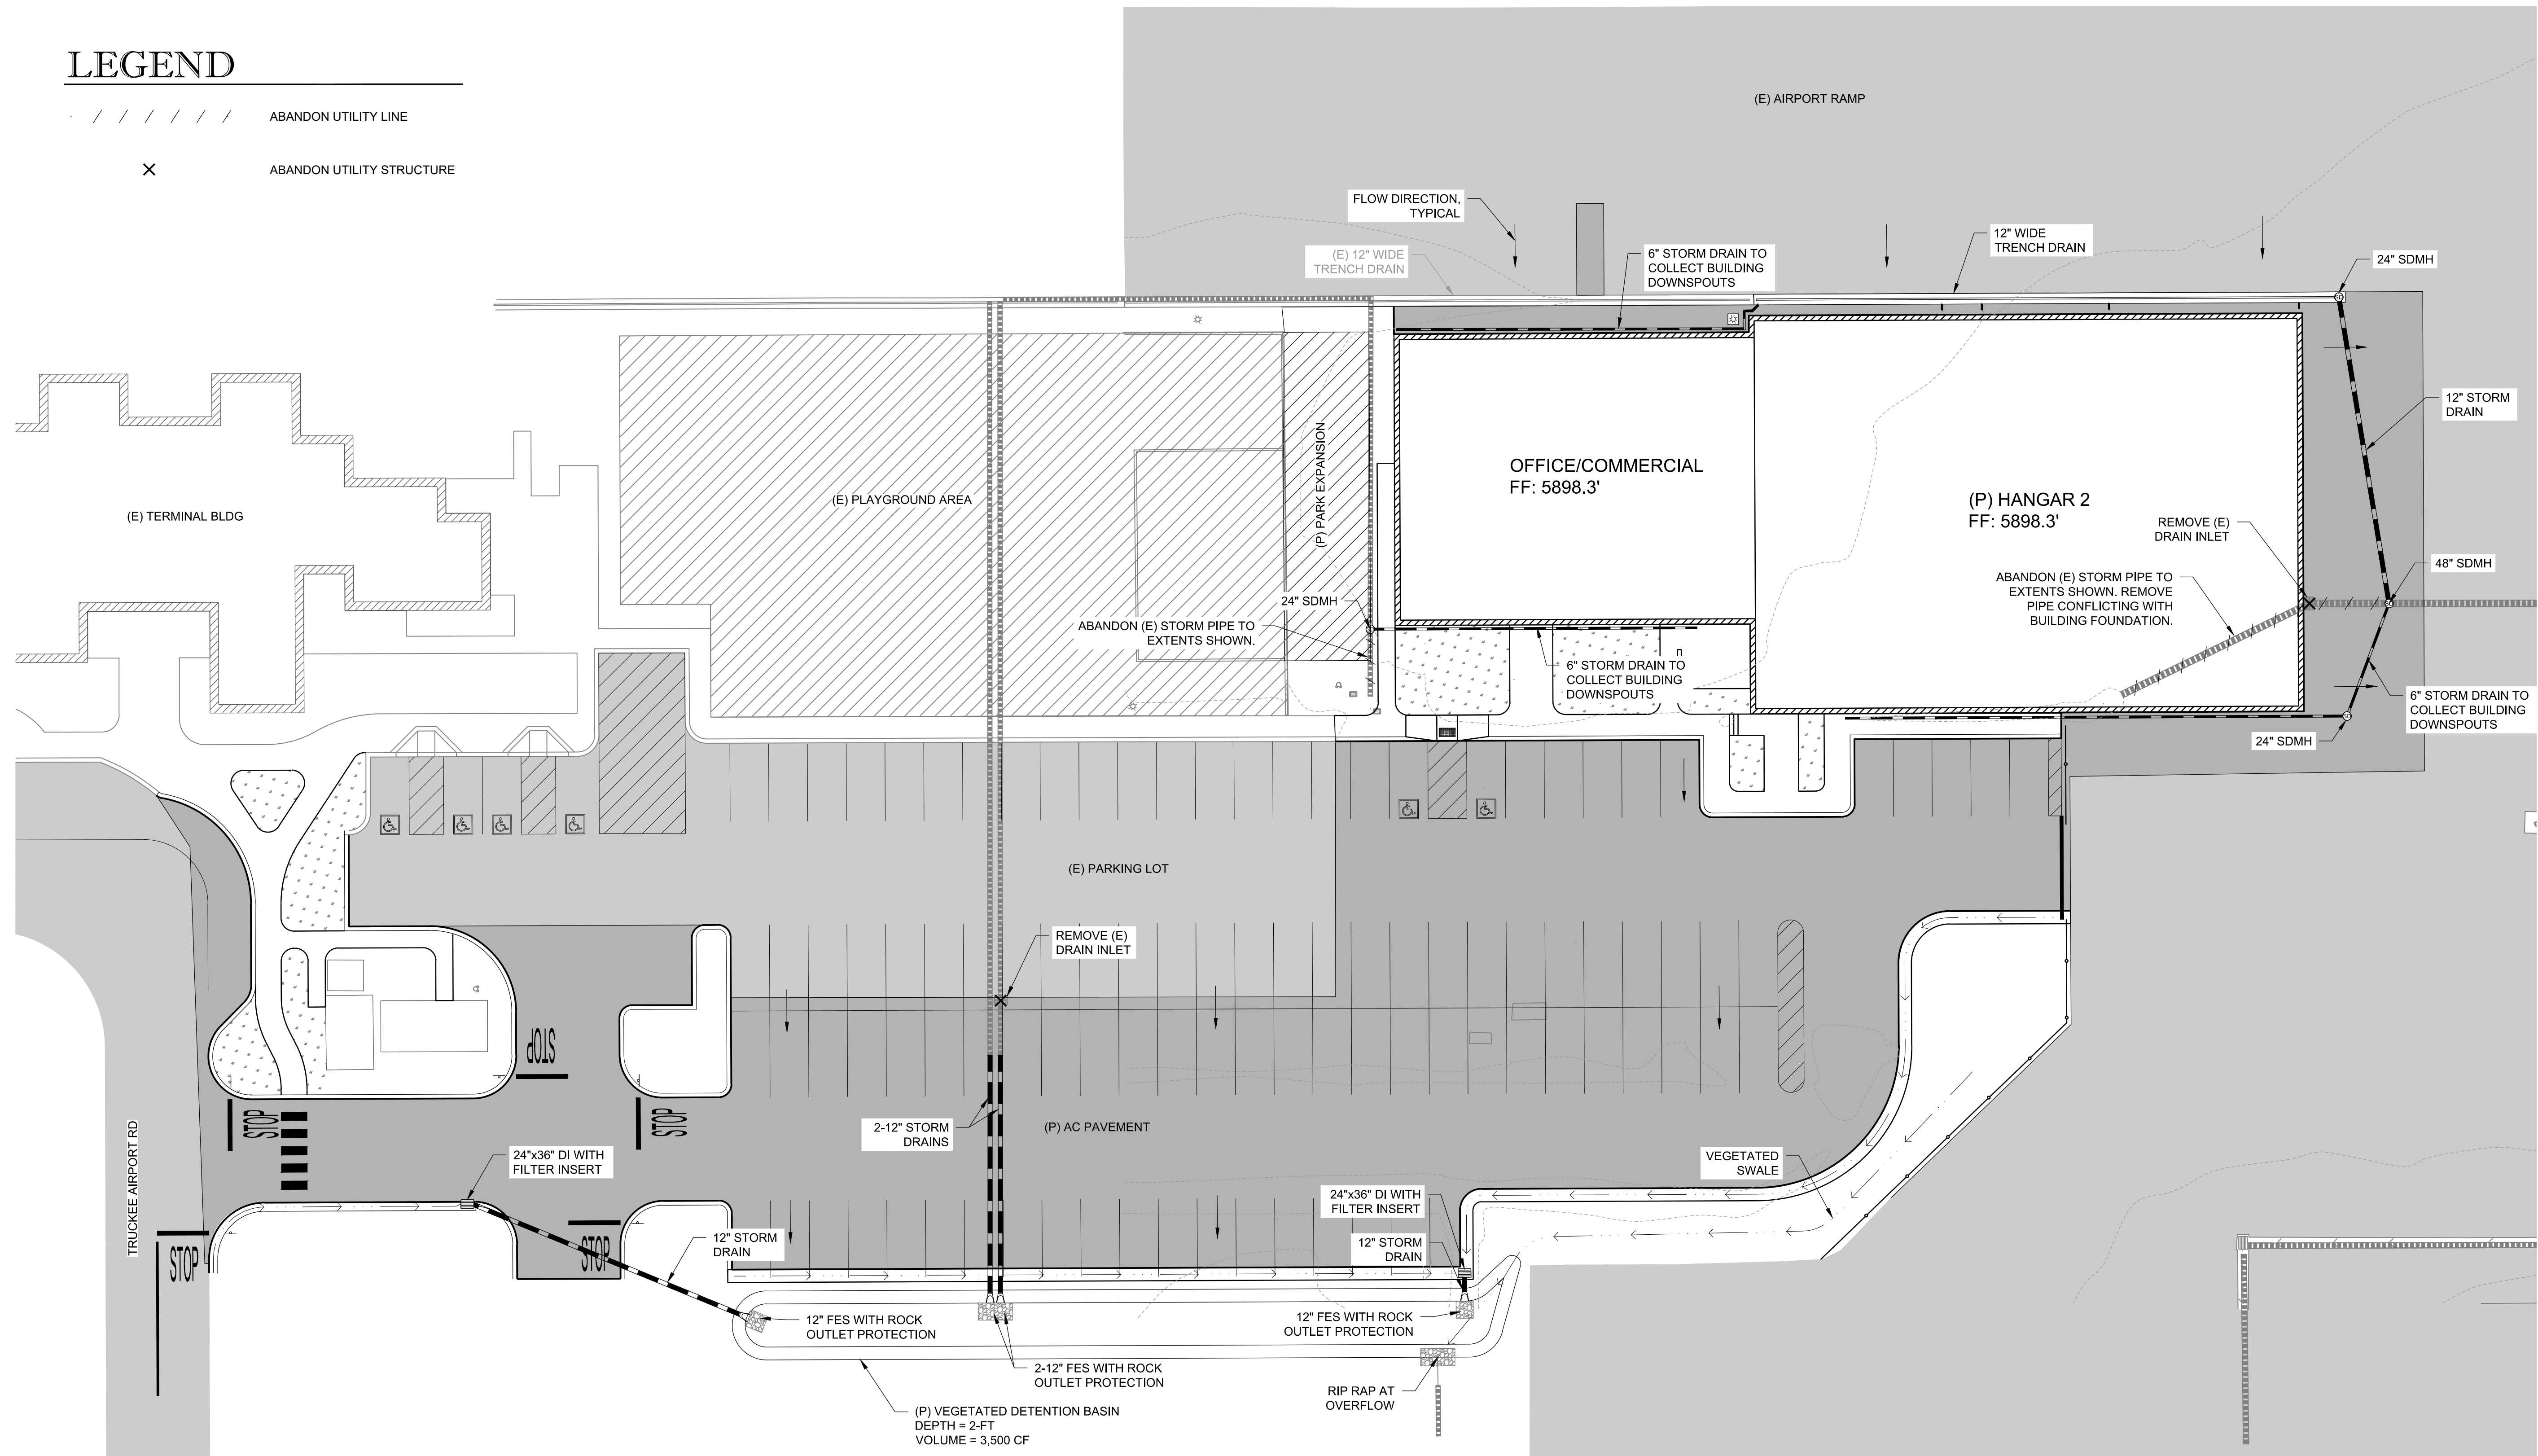 LEGEND
ABANDON UTILITY LINE
ABANDON UTILITY STRUCTURE
(E) AIRPORT RAMP
FLOW DIRECTION,
TYPICAL
(E) 12" WIDE
TRENCH DRAIN
6" STORM DRAIN TO
COLLECT BUILDING
DOWNSPOUTS
12" WIDE
TRENCH DRAIN
24" SDMH
12" STORM
DRAIN
(P) PARK EXPANSION
OFFICE/COMMERCIAL
FF: 5898.3'
(E) PLAYGROUND AREA
(E) TERMINAL BLDG
(P) HANGAR 2
FF: 5898.3'
REMOVE (E)
DRAIN INLET
48" SDMH
ABANDON (E) STORM PIPE TO
EXTENTS SHOWN. REMOVE
PIPE CONFLICTING WITH
BUILDING FOUNDATION.
24" SDMH
ABANDON (E) STORM PIPE TO
EXTENTS SHOWN.
6" STORM DRAIN TO
COLLECT BUILDING
DOWNSPOUTS
6" STORM DRAIN TO
COLLECT BUILDING
DOWNSPOUTS
24" SDMH
(E) PARKING LOT
REMOVE (E)
DRAIN INLET
STOP
STOP
STOP
2-12" STORM
DRAINS
(P) AC PAVEMENT
TRUCKEE AIRPORT RD
24"x36" DI WITH
FILTER INSERT
VEGETATED
SWALE
24"x36" DI WITH
FILTER INSERT
12" STORM
DRAIN
12" STORM
DRAIN
STOP
STOP
12" FES WITH ROCK
OUTLET PROTECTION
12" FES WITH ROCK
OUTLET PROTECTION
2-12" FES WITH ROCK
OUTLET PROTECTION
RIP RAP AT
OVERFLOW
(P) VEGETATED DETENTION BASIN
DEPTH = 2-FT
VOLUME = 3,500 CF